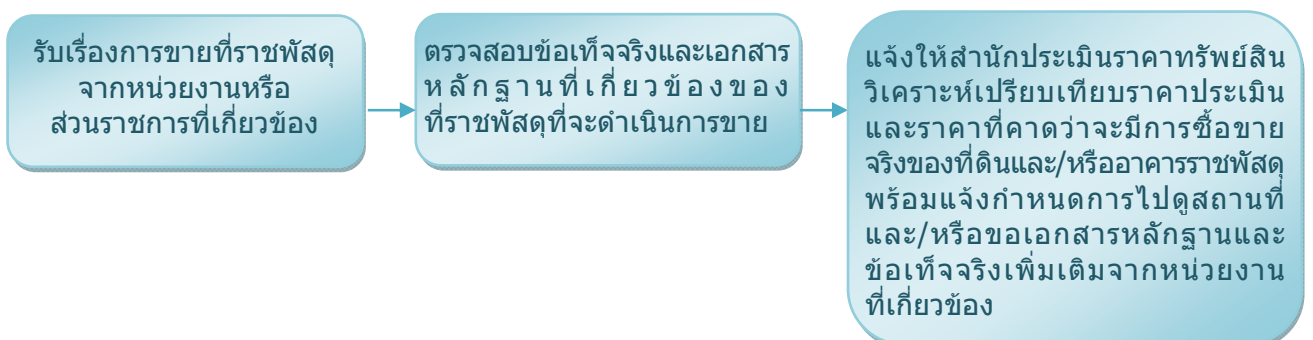 รับเรื่องการขายที่ราชพัสดุ
จากหน่วยงานหรือ
ส่วนราชการที่เกี่ยวข้อง
ตรวจสอบข้อเท็จจริงและเอกสาร
หลักฐานที่เกี่ยวข้องของ
ที่ราชพัสดุที่จะดำเนินการขาย
แจ้งให้สำนักประเมินราคาทรัพย์สิน
วิเคราะห์เปรียบเทียบราคาประเมิน
และราคาที่คาดว่าจะมีการซื้อขาย
จริงของที่ดินและ/หรืออาคารราชพัสดุ
พร้อมแจ้งกำหนดการไปดูสถานที่
และ/หรือขอเอกสารหลักฐานและ
ข้อเท็จจริงเพิ่มเติมจากหน่วยงาน
ที่เกี่ยวข้อง